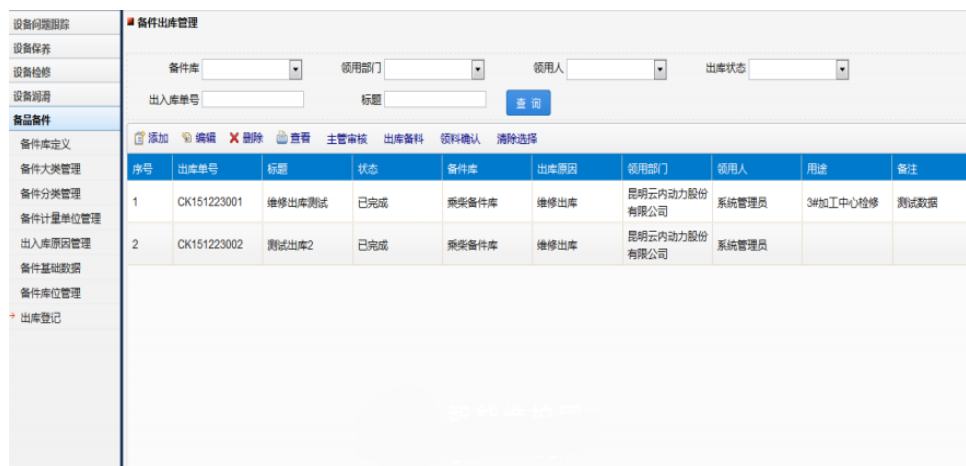 设备问题跟踪
设备保养
设备检修
设备润滑
备品备件
备件库定义
备件大类管理
备件分类管理
备件计量单位管理
出入库原因管理
备件基础数据
备件库位管理
出库登记
备件出库管理
备件库 领用部门 领用人 出库状态
出入库单号 标题 查 询
添加 编辑 删除 查看 主管审核 出库备料 领料确认 清除选择
序号 出库单号 标题 状态 备件库 出库原因 领用部门 领用人 用途 备注
1 CK151223001 维修出库测试 已完成 乘柴备件库 维修出库 昆明云内动力股份有限公司 系统管理员 3#加工中心检修 测试数据
2 CK151223002 测试出库2 已完成 乘柴备件库 维修出库 昆明云内动力股份有限公司 系统管理员